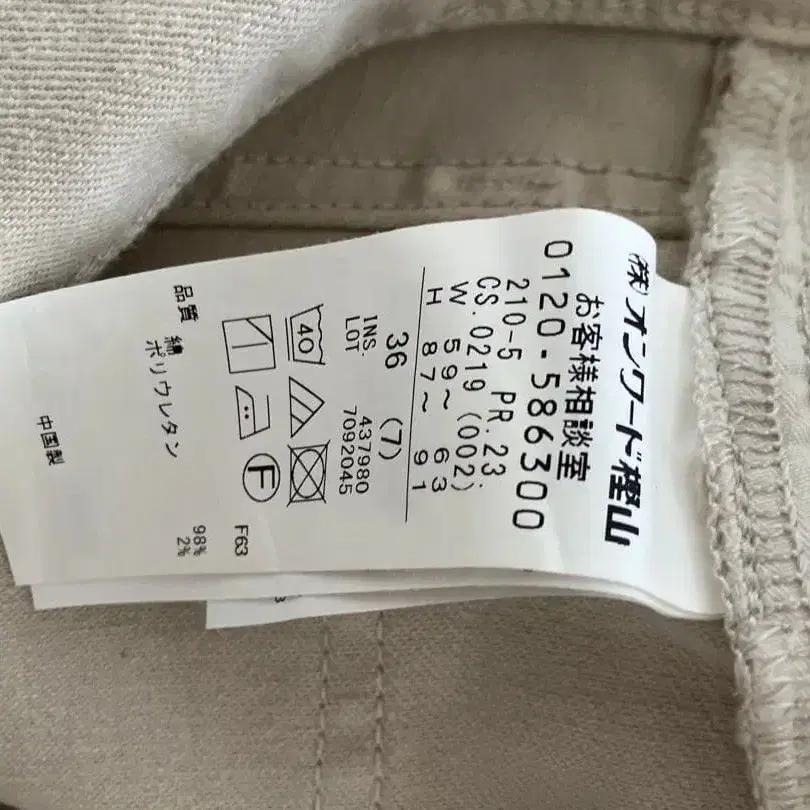 ㈱オンワード樫山
お客様相談室
0120-586300
210-5 PR.23.
CS.0219 (002)
W 59～ 63
H 87～ 91
36 (7)
INS. 437980
LOT 7092045
40
F
F63
品質 綿 98%
ポリウレタン 2%
中国製